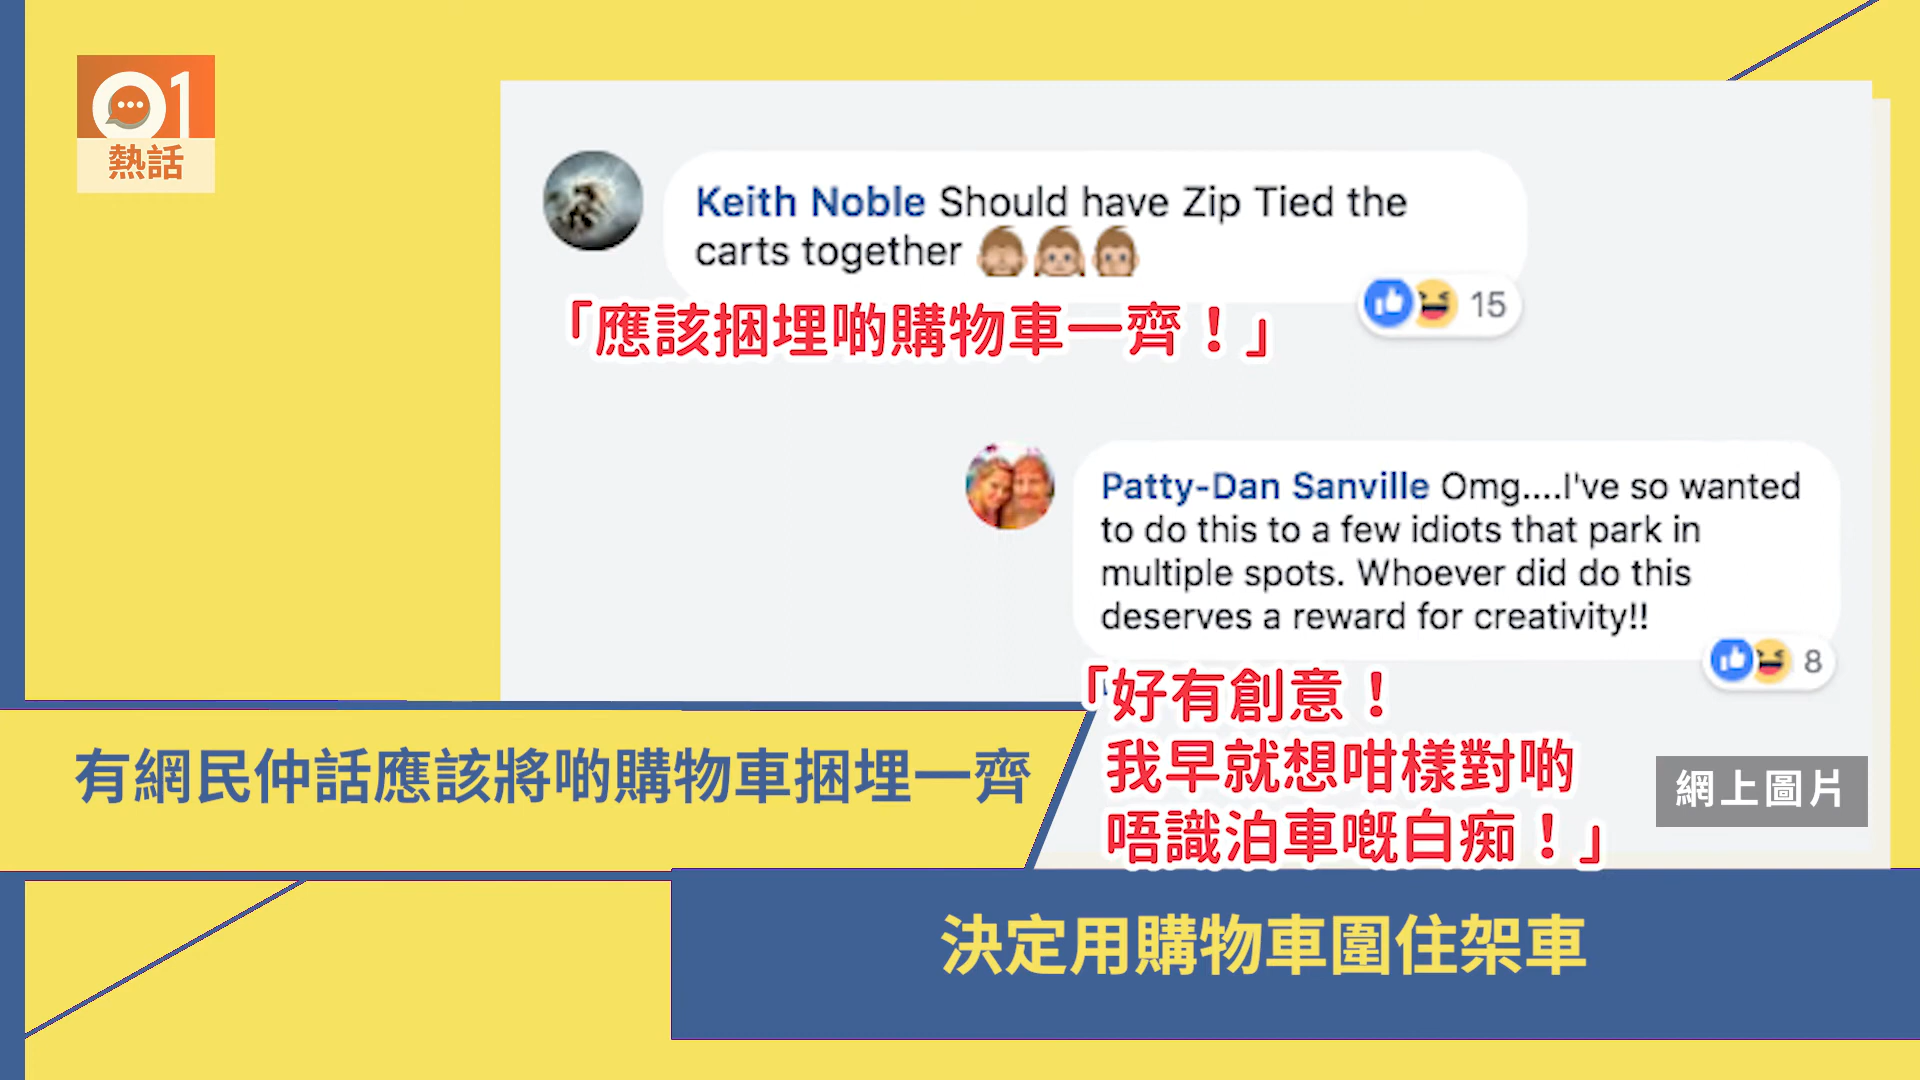 01
熱話
Keith Noble Should have Zip Tied the
carts together
15
「應該捆埋啲購物車一齊！」
Patty-Dan Sanville Omg....I've so wanted
to do this to a few idiots that park in
multiple spots. Whoever did do this
deserves a reward for creativity!!
8
「好有創意！
我早就想咁樣對啲
唔識泊車嘅白痴！」
有網民仲話應該將啲購物車捆埋一齊
網上圖片
決定用購物車圍住架車